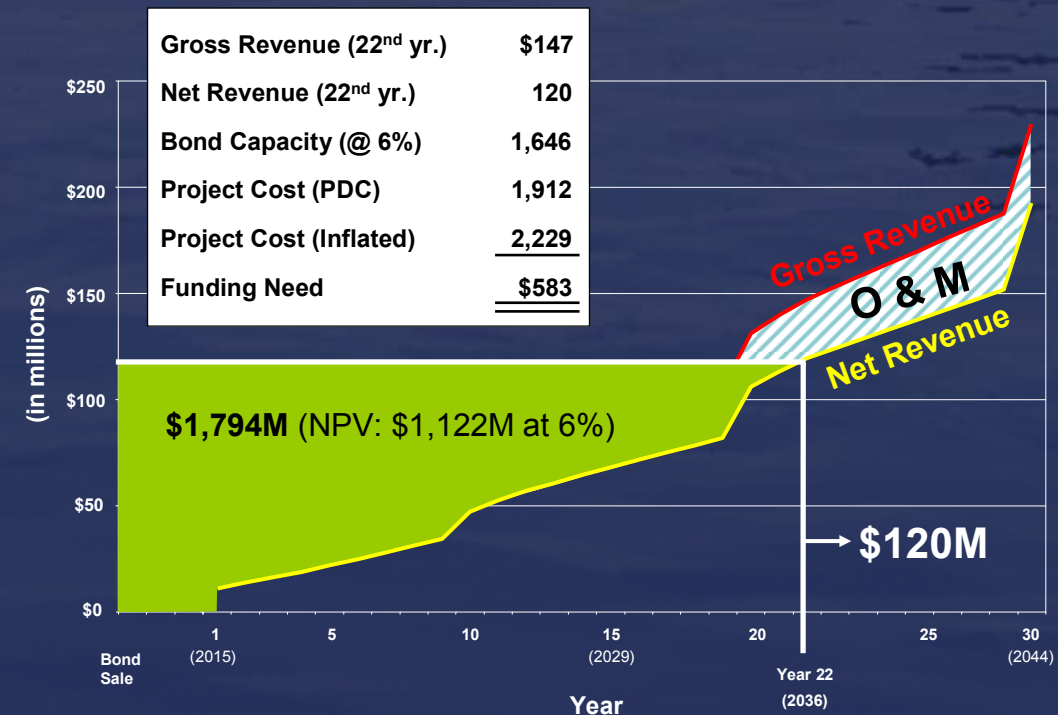 Gross Revenue (22nd yr.) $147
Net Revenue (22nd yr.) 120
Bond Capacity (@ 6%) 1,646
Project Cost (PDC) 1,912
Project Cost (Inflated) 2,229
Funding Need $583
(in millions)
$250
$200
$150
$100
$50
$0
Gross Revenue
O & M
Net Revenue
$1,794M (NPV: $1,122M at 6%)
$120M
Bond
Sale
1
(2015)
5
10
15
(2029)
20
25
30
(2044)
Year 22
(2036)
Year